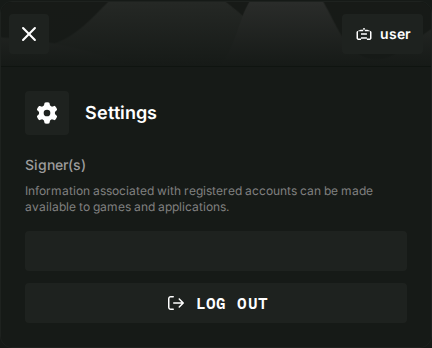 user
Settings
Signer(s)
Information associated with registered accounts can be made
available to games and applications.
LOG OUT